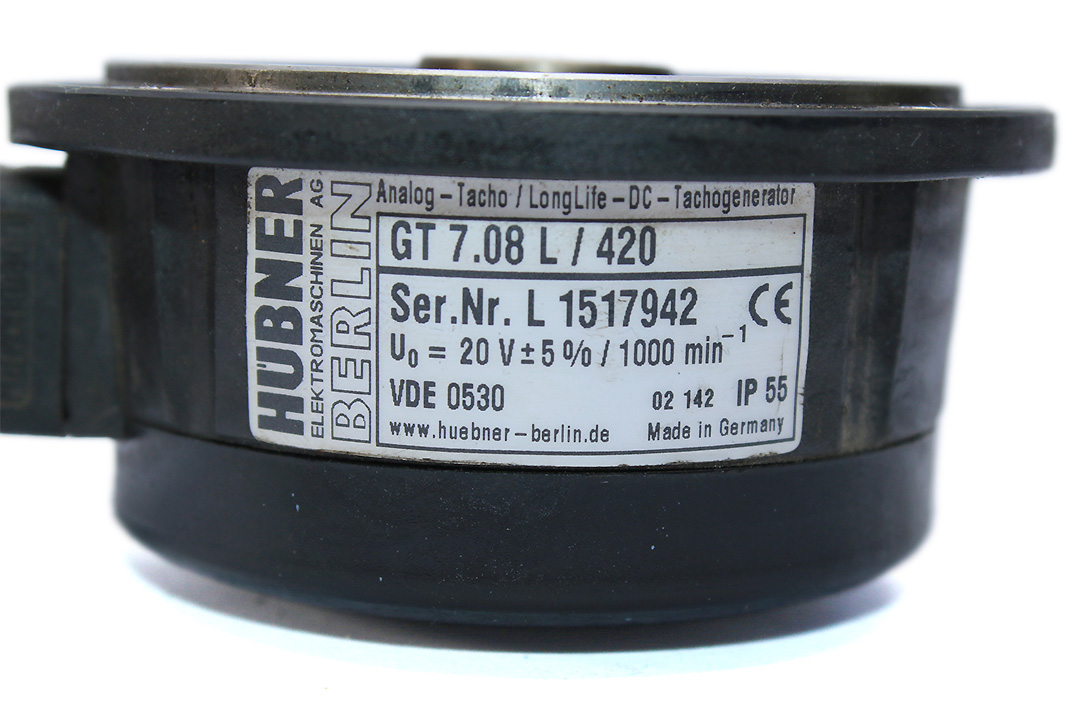 HÜBNER
ELEKTROMASCHINEN AG
BERLIN
Analog – Tacho / LongLife – DC – Tachogenerator
GT 7.08 L / 420
Ser.Nr. L 1517942 CE
U₀ = 20 V ± 5 % / 1000 min⁻¹
VDE 0530 02 142 IP 55
www.huebner–berlin.de Made in Germany